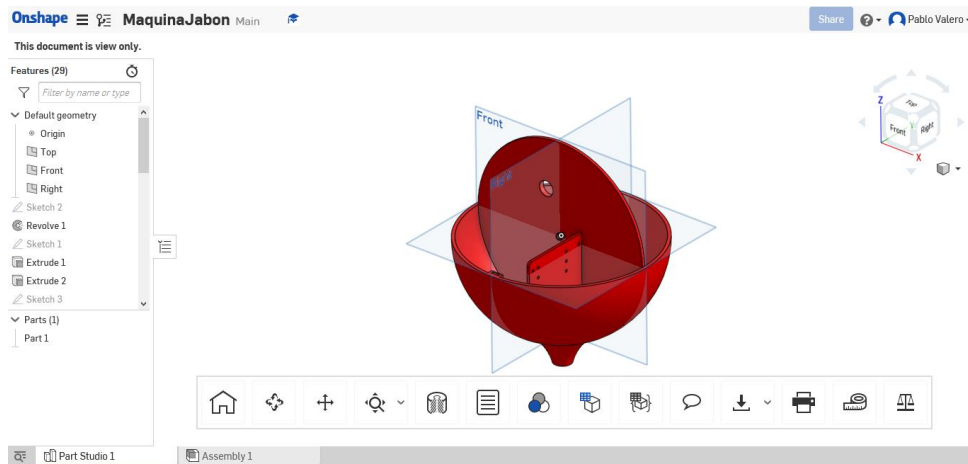 Onshape MaquinaJabon Main Share Pablo Valero
This document is view only.
Features (29)
Filter by name or type
Default geometry
Origin
Top
Front
Right
Sketch 2
Revolve 1
Sketch 1
Extrude 1
Extrude 2
Sketch 3
Parts (1)
Part 1
Front
Z
Top
Front
Right
X
Part Studio 1
Assembly 1